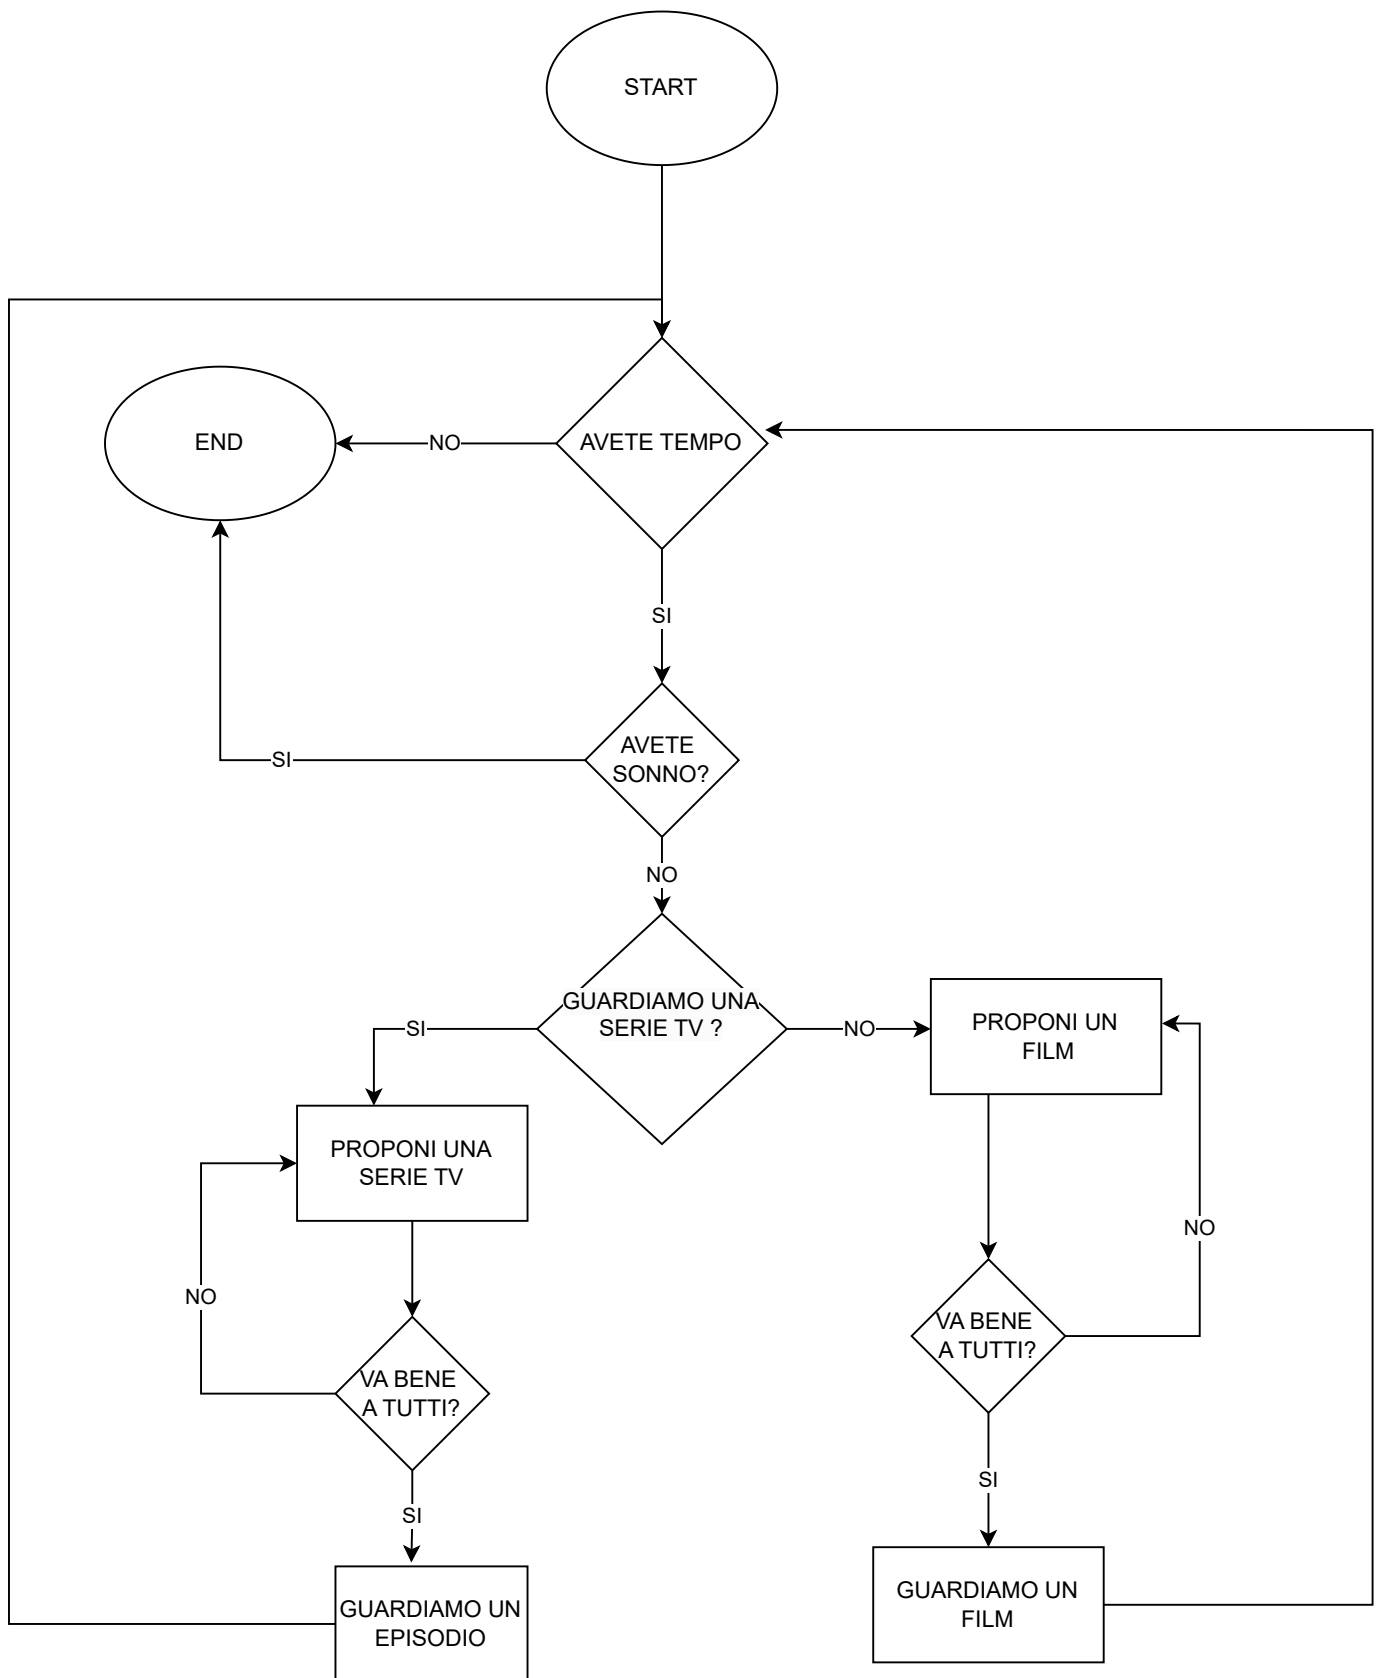 START
END
NO
AVETE TEMPO
SI
AVETE
SONNO?
SI
NO
GUARDIAMO UNA
SERIE TV ?
SI
NO
PROPONI UN
FILM
PROPONI UNA
SERIE TV
NO
NO
VA BENE
A TUTTI?
VA BENE
A TUTTI?
SI
SI
GUARDIAMO UN
EPISODIO
GUARDIAMO UN
FILM